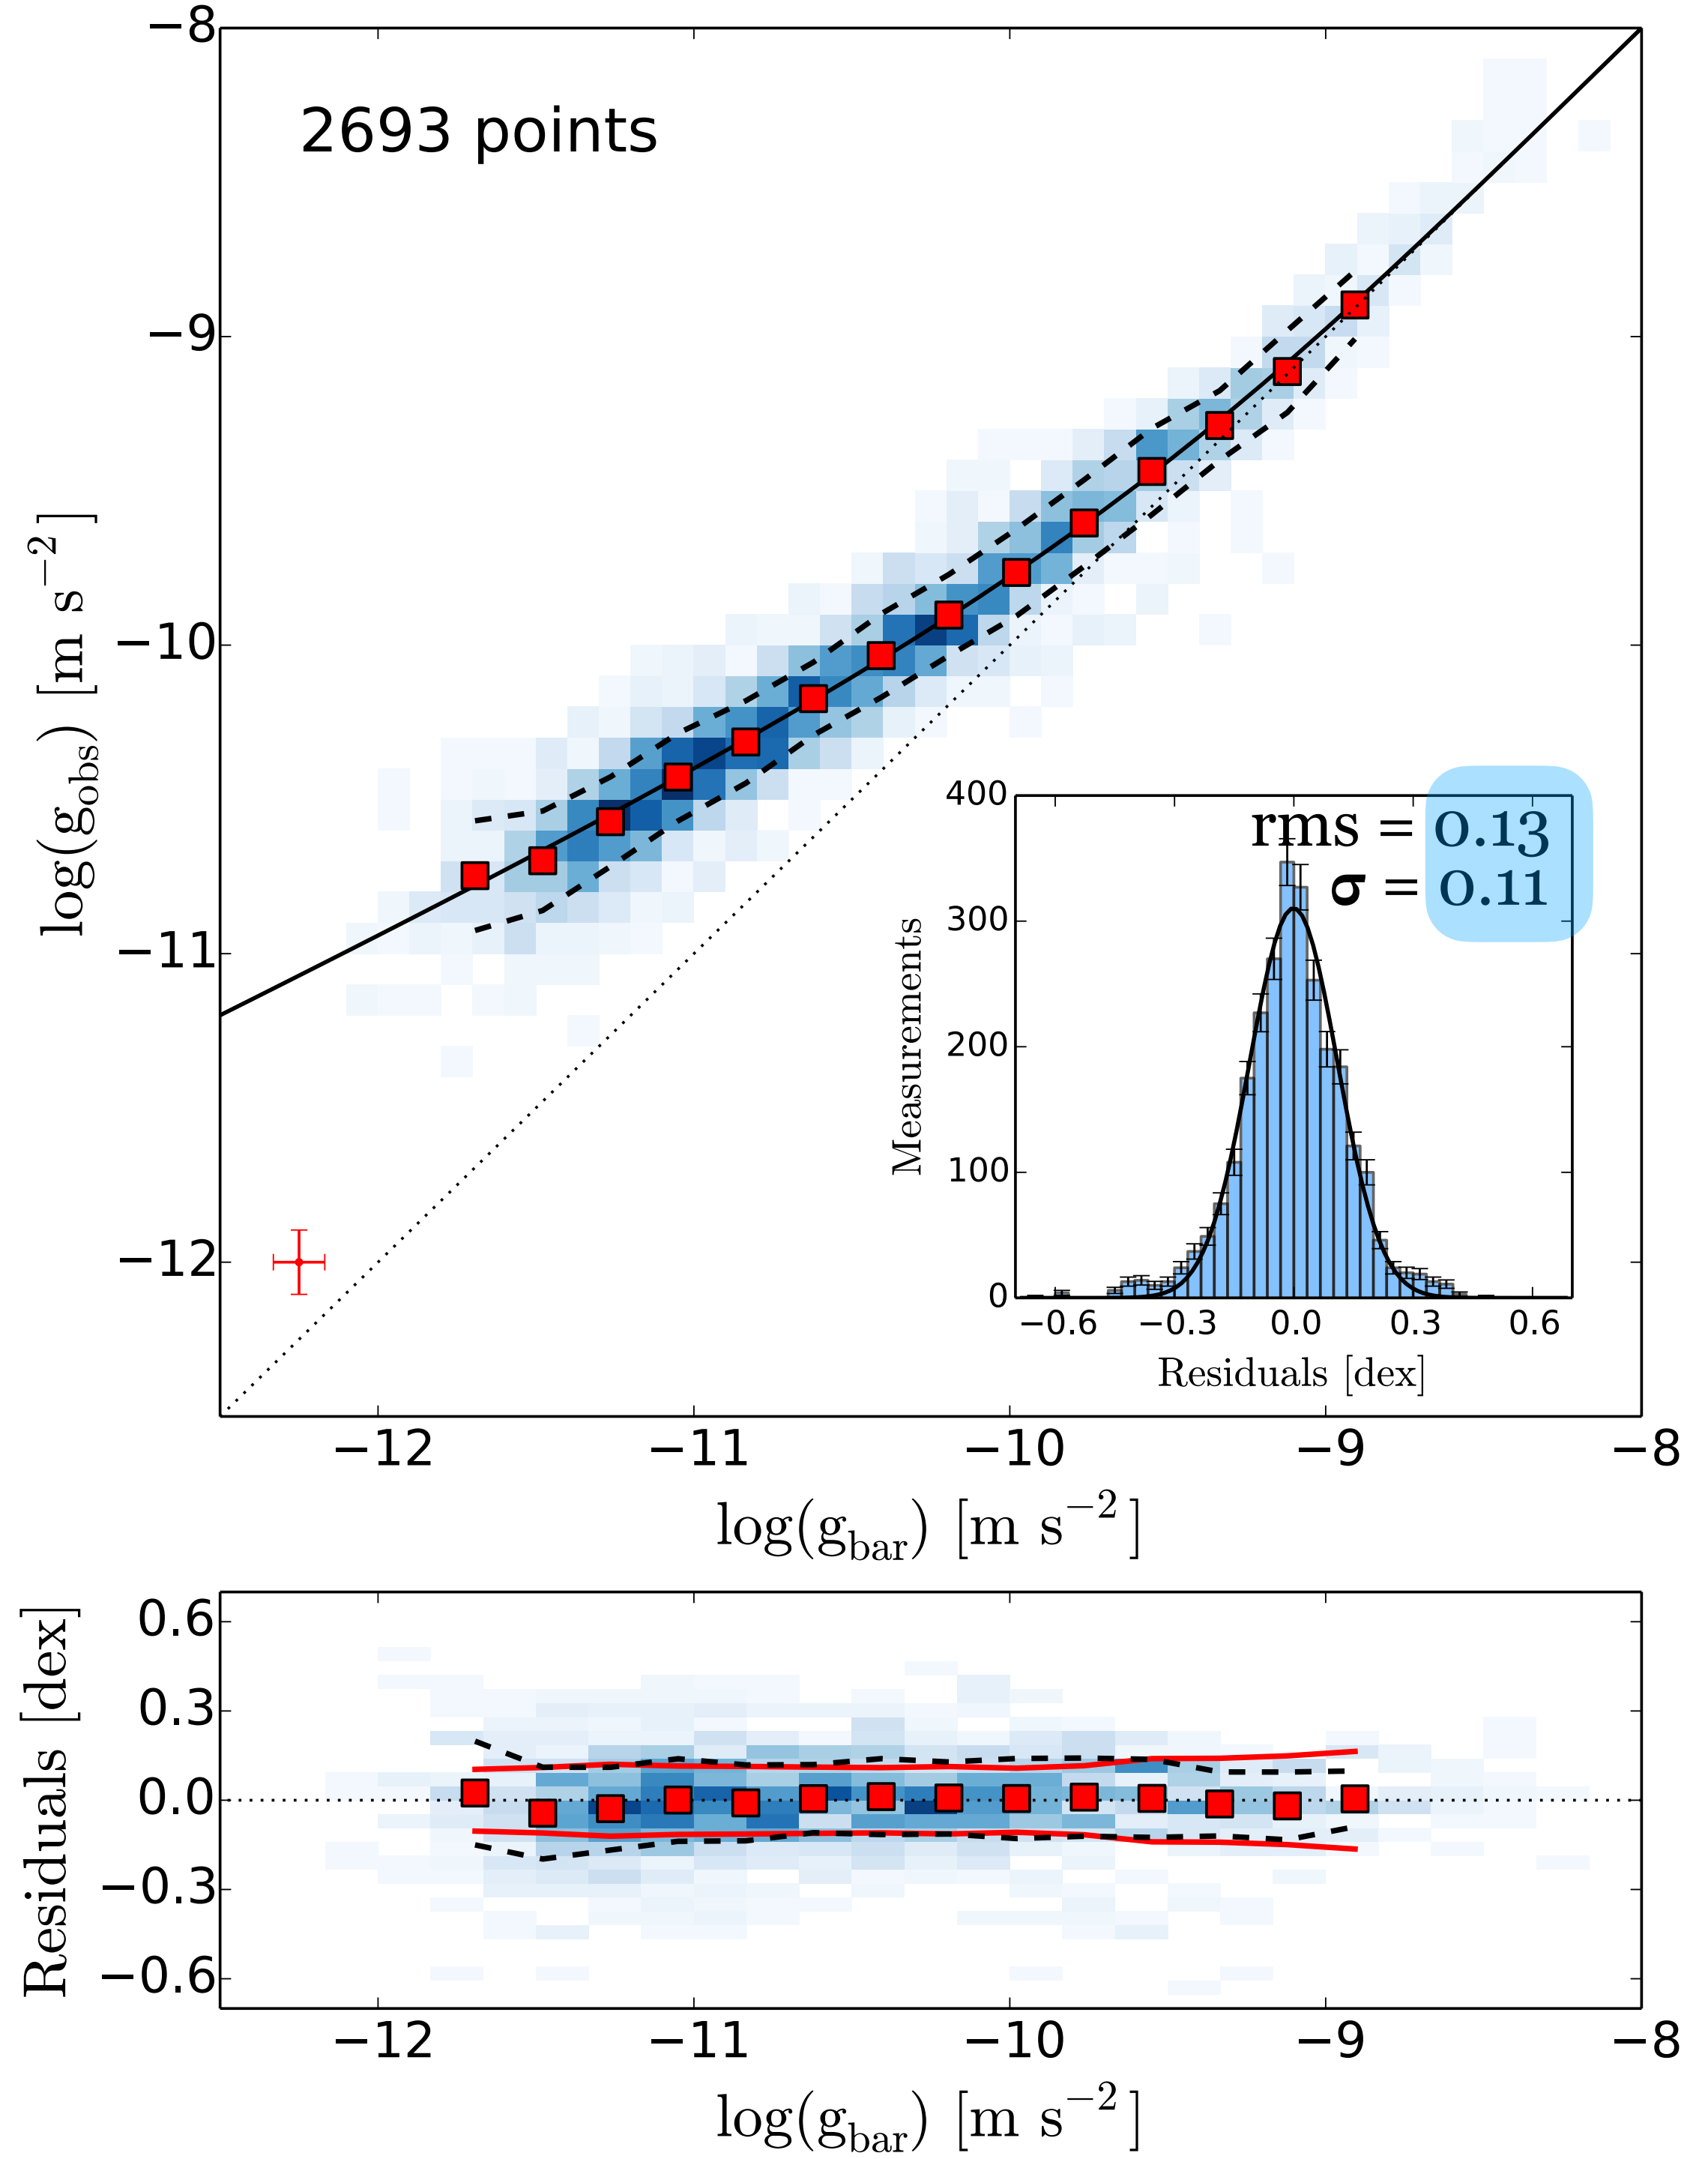 −8
−9
−10
−11
−12
log(g_obs) [m s^−2]
2693 points
400
300
200
100
0
Measurements
rms = 0.13
σ = 0.11
−0.6 −0.3 0.0 0.3 0.6
Residuals [dex]
−12 −11 −10 −9 −8
log(g_bar) [m s^−2]
0.6
0.3
0.0
−0.3
−0.6
Residuals [dex]
−12 −11 −10 −9 −8
log(g_bar) [m s^−2]